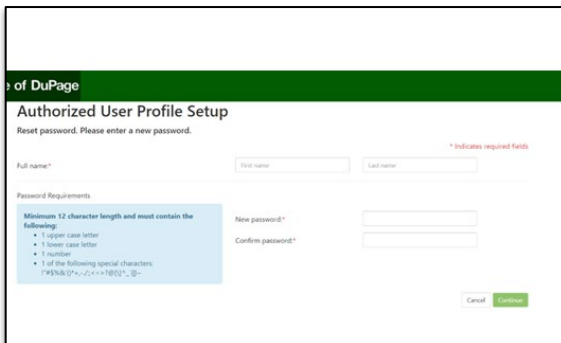 of DuPage
Authorized User Profile Setup
Reset password. Please enter a new password.
* Indicates required fields
Full name:*
First name
Last name
Password Requirements
Minimum 12 character length and must contain the
following:
• 1 upper case letter
• 1 lower case letter
• 1 number
• 1 of the following special characters:
New password:*
Confirm password:*
Cancel
Continue